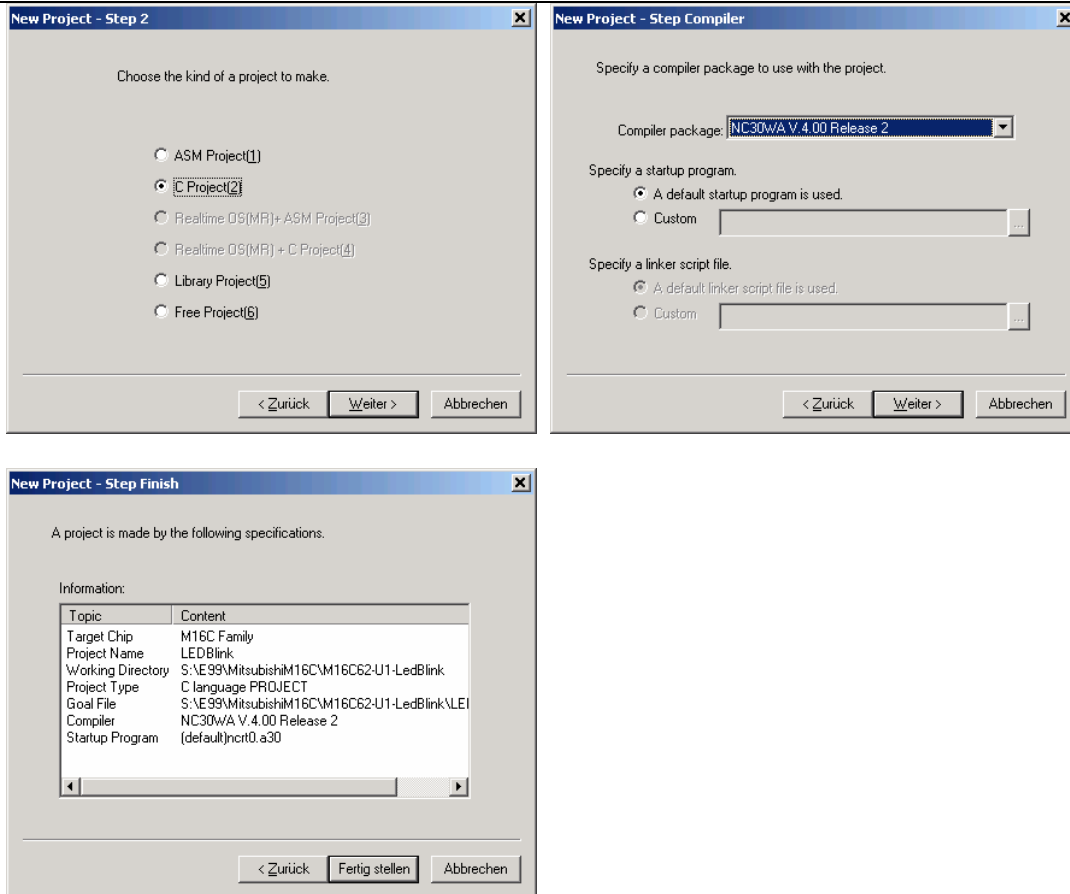 New Project - Step 2
Choose the kind of a project to make.
ASM Project(1)
C Project(2)
Realtime OS(MR)+ ASM Project(3)
Realtime OS(MR) + C Project(4)
Library Project(5)
Free Project(6)
< Zurück Weiter > Abbrechen
New Project - Step Compiler
Specify a compiler package to use with the project.
Compiler package: NC30WA V.4.00 Release 2
Specify a startup program.
A default startup program is used.
Custom ...
Specify a linker script file.
A default linker script file is used.
Custom ...
< Zurück Weiter > Abbrechen
New Project - Step Finish
A project is made by the following specifications.
Information:
Topic Content
Target Chip M16C Family
Project Name LEDBlink
Working Directory S:\E99\MitsubishiM16C\M16C62-U1-LedBlink
Project Type C language PROJECT
Goal File S:\E99\MitsubishiM16C\M16C62-U1-LedBlink\LEI
Compiler NC30WA V.4.00 Release 2
Startup Program (default)ncrt0.a30
< Zurück Fertig stellen Abbrechen